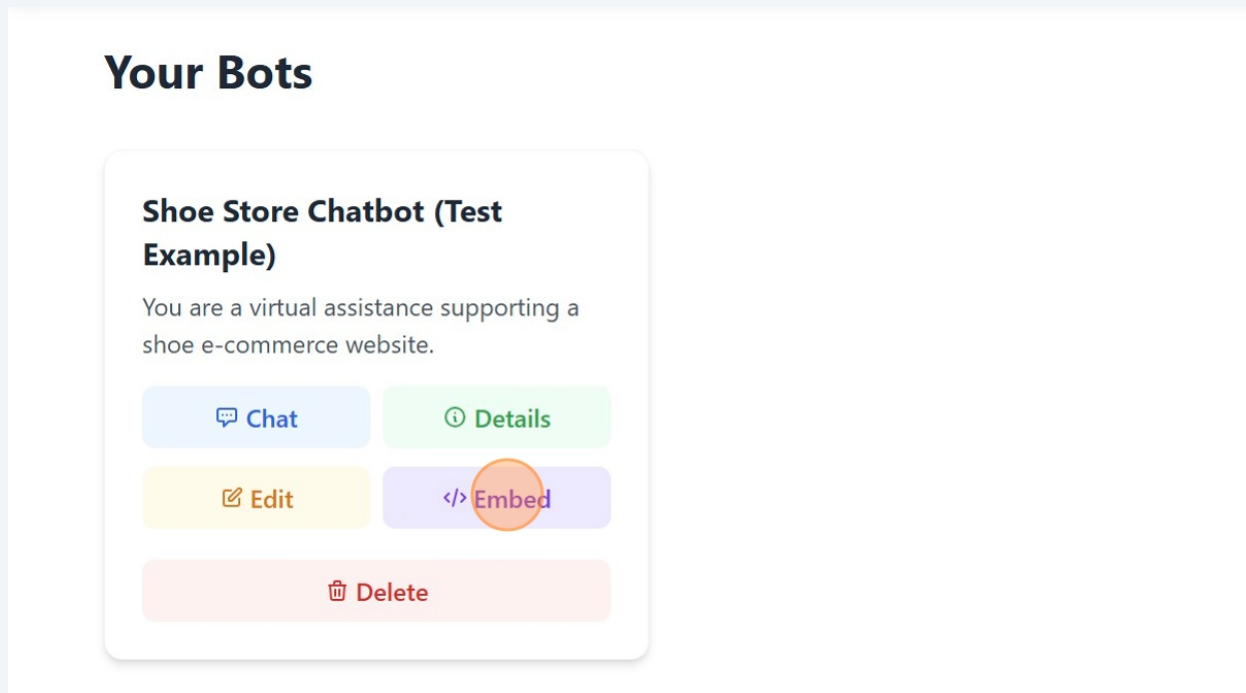 Your Bots
Shoe Store Chatbot (Test
Example)
You are a virtual assistance supporting a
shoe e-commerce website.
Chat
Details
Edit
</> Embed
Delete